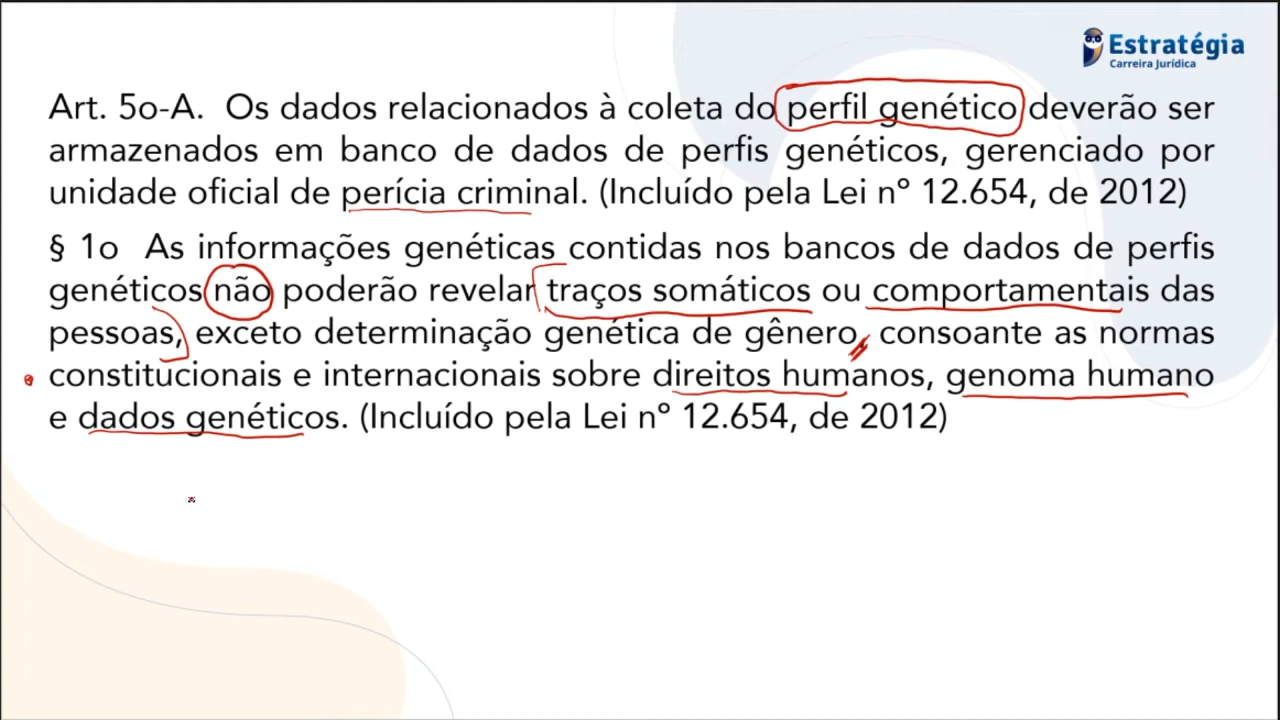 Estratégia
Carreira Jurídica
Art. 5o-A. Os dados relacionados à coleta do perfil genético deverão ser
armazenados em banco de dados de perfis genéticos, gerenciado por
unidade oficial de perícia criminal. (Incluído pela Lei nº 12.654, de 2012)
§ 1o As informações genéticas contidas nos bancos de dados de perfis
genéticos não poderão revelar traços somáticos ou comportamentais das
pessoas, exceto determinação genética de gênero, consoante as normas
constitucionais e internacionais sobre direitos humanos, genoma humano
e dados genéticos. (Incluído pela Lei nº 12.654, de 2012)